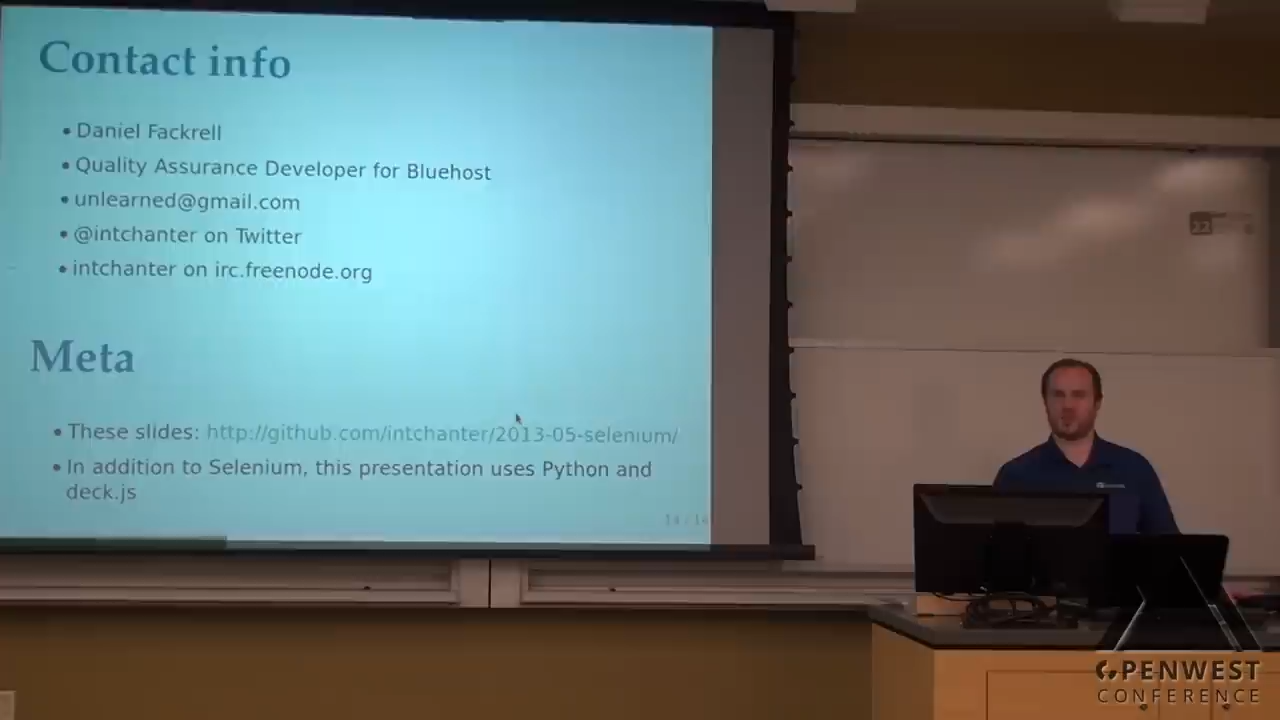 Contact info
• Daniel Fackrell
• Quality Assurance Developer for Bluehost
• unlearned@gmail.com
• @intchanter on Twitter
• intchanter on irc.freenode.org
Meta
• These slides: http://github.com/intchanter/2013-05-selenium/
• In addition to Selenium, this presentation uses Python and
deck.js
14 / 14
OPENWEST
CONFERENCE